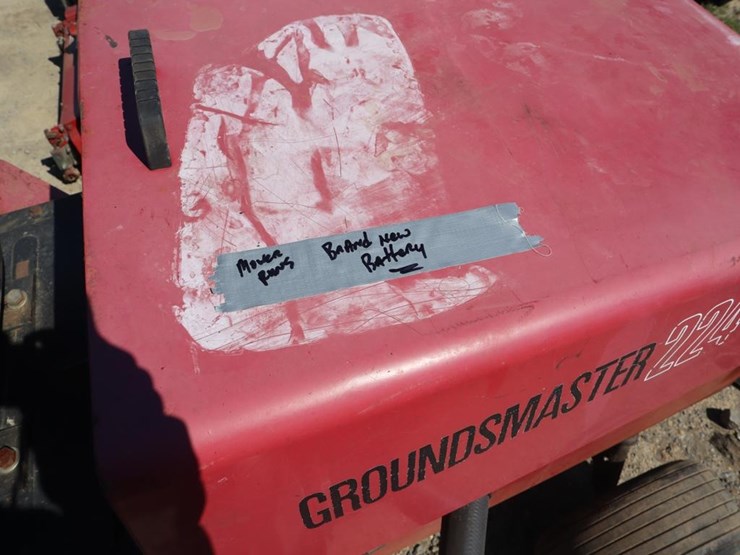 Mower Brand New
Runs Battery
GROUNDSMASTER 224